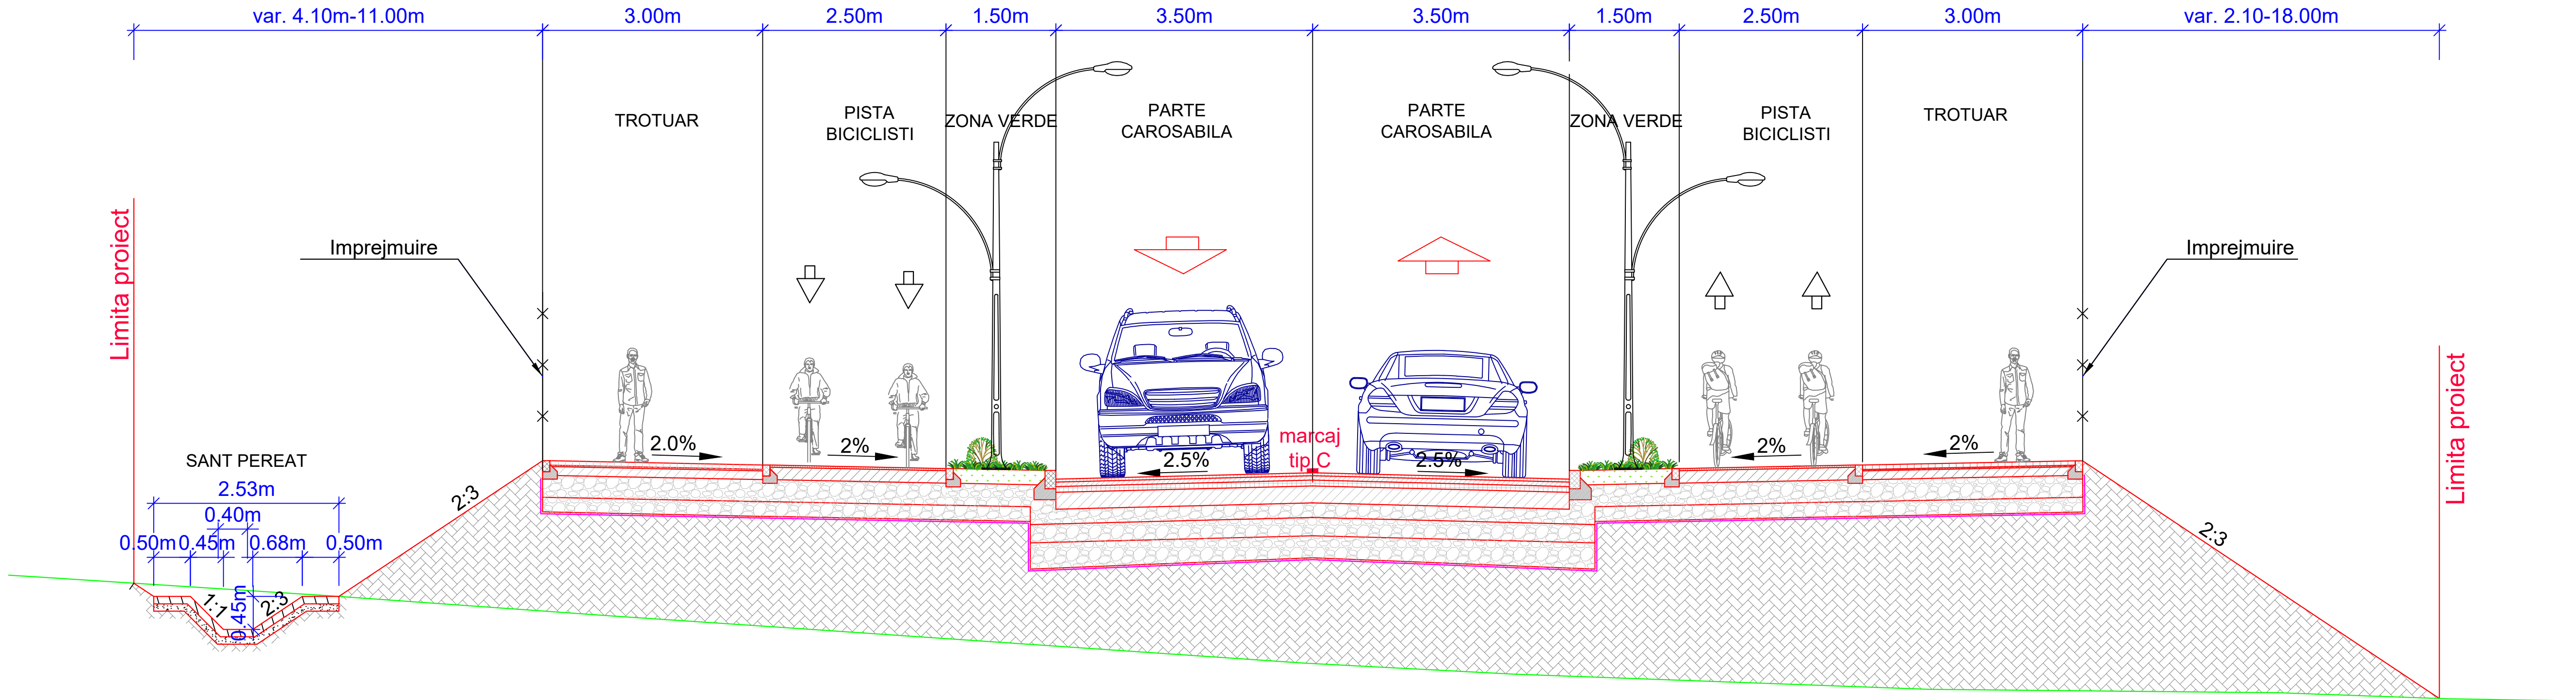 var. 4.10m-11.00m
3.00m
2.50m
1.50m
3.50m
3.50m
1.50m
2.50m
3.00m
var. 2.10-18.00m
TROTUAR
PISTA
BICICLISTI
ZONA VERDE
PARTE
CAROSABILA
PARTE
CAROSABILA
ZONA VERDE
PISTA
BICICLISTI
TROTUAR
Limita proiect
Imprejmuire
Imprejmuire
Limita proiect
2.0%
2%
2.5%
marcaj
tip C
2.5%
2%
2%
SANT PEREAT
2.53m
0.40m
0.50m
0.45m
0.68m
0.50m
1:1
0.45m
2:3
2:3
2:3